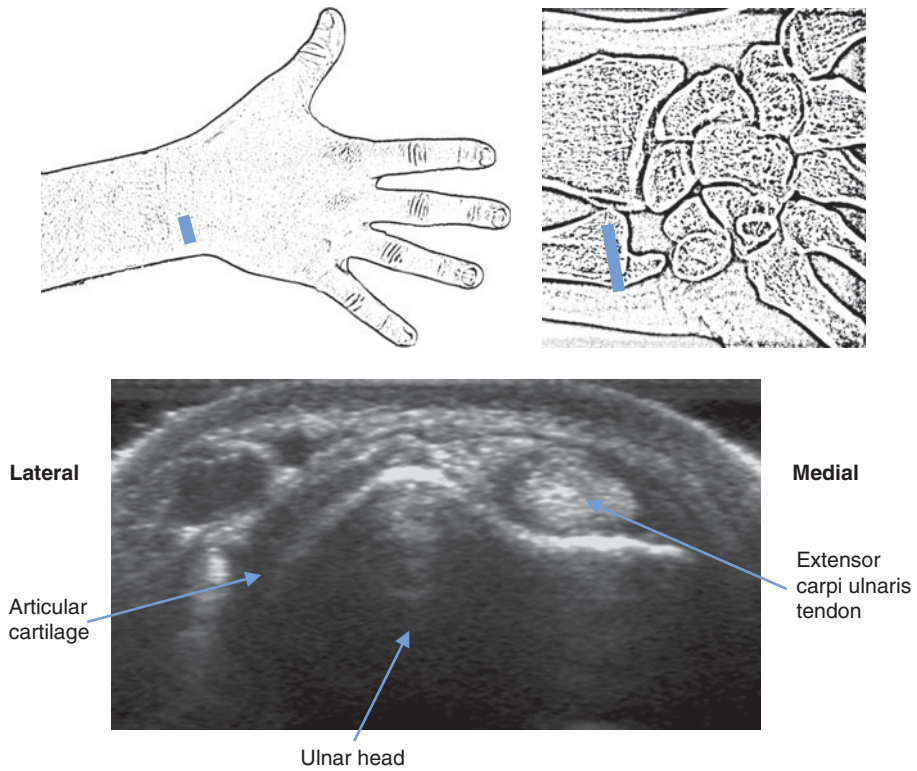 Lateral
Medial
Articular
cartilage
Extensor
carpi ulnaris
tendon
Ulnar head